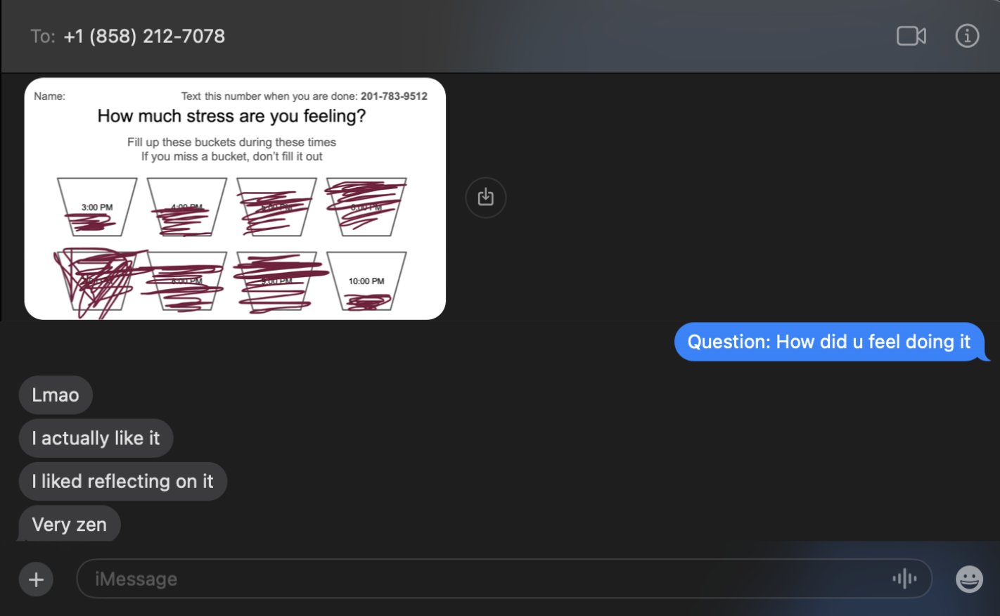 To: +1 (858) 212-7078
Name:
Text this number when you are done: 201-783-9512
How much stress are you feeling?
Fill up these buckets during these times
If you miss a bucket, don't fill it out
3:00 PM
4:00 PM
PM
6:00 PM
8:00 PM
9:00 PM
10:00 PM
Question: How did u feel doing it
Lmao
I actually like it
I liked reflecting on it
Very zen
iMessage